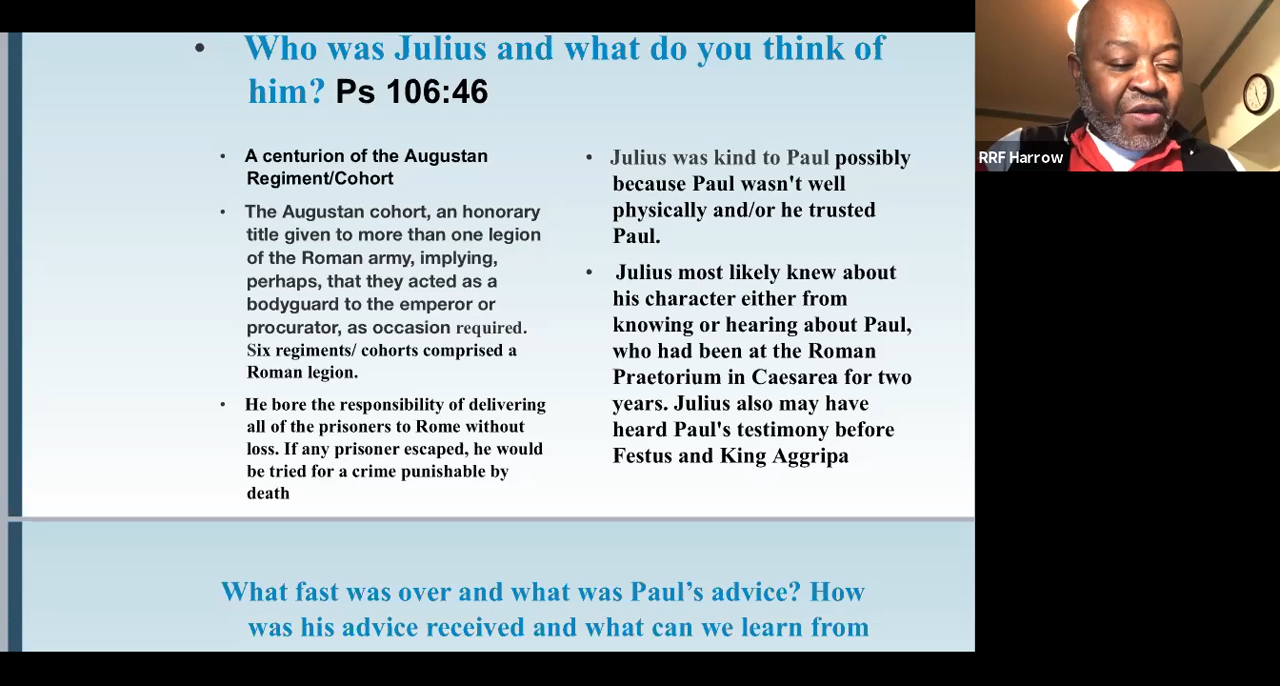 • Who was Julius and what do you think of
him? Ps 106:46
• A centurion of the Augustan
Regiment/Cohort
• The Augustan cohort, an honorary
title given to more than one legion
of the Roman army, implying,
perhaps, that they acted as a
bodyguard to the emperor or
procurator, as occasion required.
Six regiments/ cohorts comprised a
Roman legion.
• He bore the responsibility of delivering
all of the prisoners to Rome without
loss. If any prisoner escaped, he would
be tried for a crime punishable by
death
• Julius was kind to Paul possibly
because Paul wasn't well
physically and/or he trusted
Paul.
• Julius most likely knew about
his character either from
knowing or hearing about Paul,
who had been at the Roman
Praetorium in Caesarea for two
years. Julius also may have
heard Paul's testimony before
Festus and King Aggripa
What fast was over and what was Paul’s advice? How
was his advice received and what can we learn from
RRF Harrow